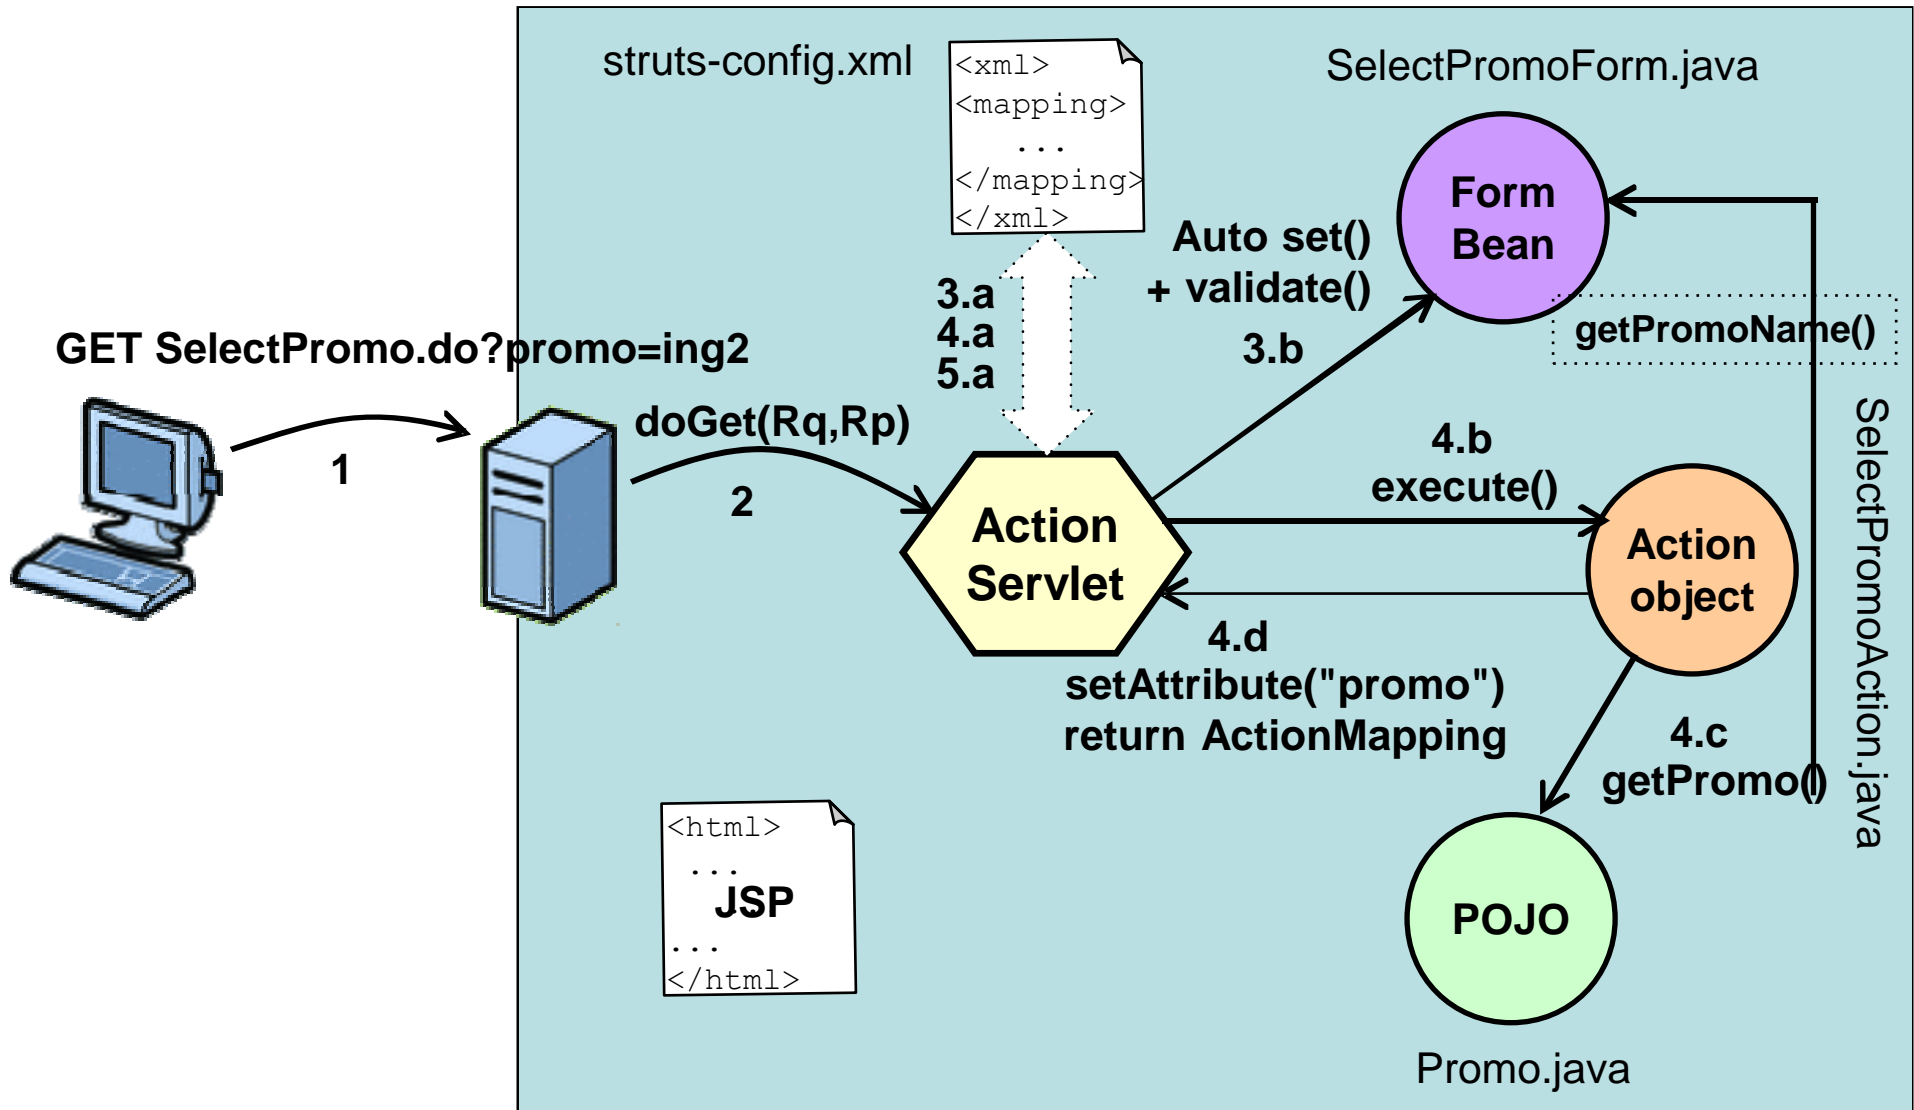 struts-config.xml
<xml>
<mapping>
...
</mapping>
</xml>
SelectPromoForm.java
Form
Bean
Auto set()
+ validate()
3.a
4.a
5.a
3.b
getPromoName()
GET SelectPromo.do?promo=ing2
1
doGet(Rq,Rp)
2
Action
Servlet
4.b
execute()
Action
object
SelectPromoAction.java
4.d
setAttribute("promo")
return ActionMapping
4.c
getPromo()
<html>
...
JSP
...
</html>
POJO
Promo.java